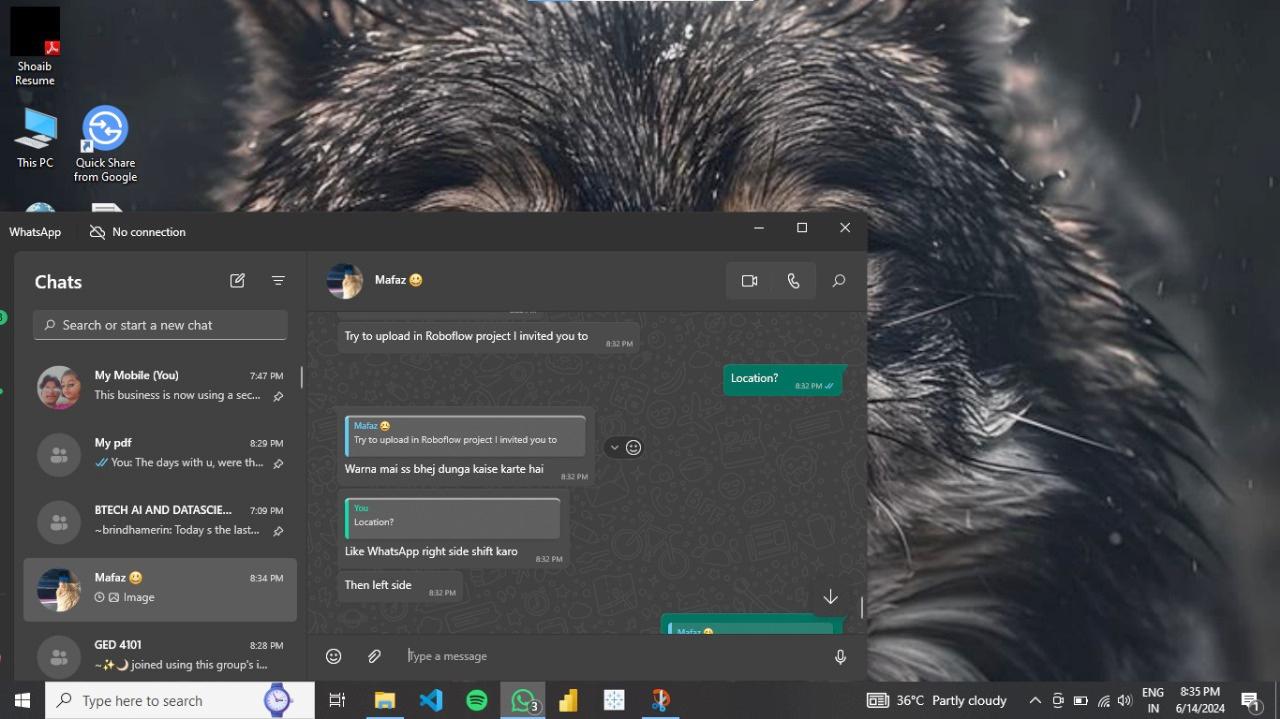 Shoaib
Resume
This PC
Quick Share
from Google
WhatsApp
No connection
Chats
Search or start a new chat
My Mobile (You)
7:47 PM
This business is now using a sec...
My pdf
8:29 PM
You: The days with u, were th...
BTECH AI AND DATASCIE...
7:09 PM
~brindhamerin: Today s the last...
Mafaz 😀
8:34 PM
Image
GED 4101
8:28 PM
~✨🌙 joined using this group's i...
Mafaz 😀
Try to upload in Roboflow project I invited you to
8:32 PM
Location?
8:32 PM
Mafaz 😀
Try to upload in Roboflow project I invited you to
Warna mai ss bhej dunga kaise karte hai
8:32 PM
You
Location?
Like WhatsApp right side shift karo
8:32 PM
Then left side
8:32 PM
Mafaz 😀
Type a message
Type here to search
3
36°C Partly cloudy
ENG
IN
8:35 PM
6/14/2024
1